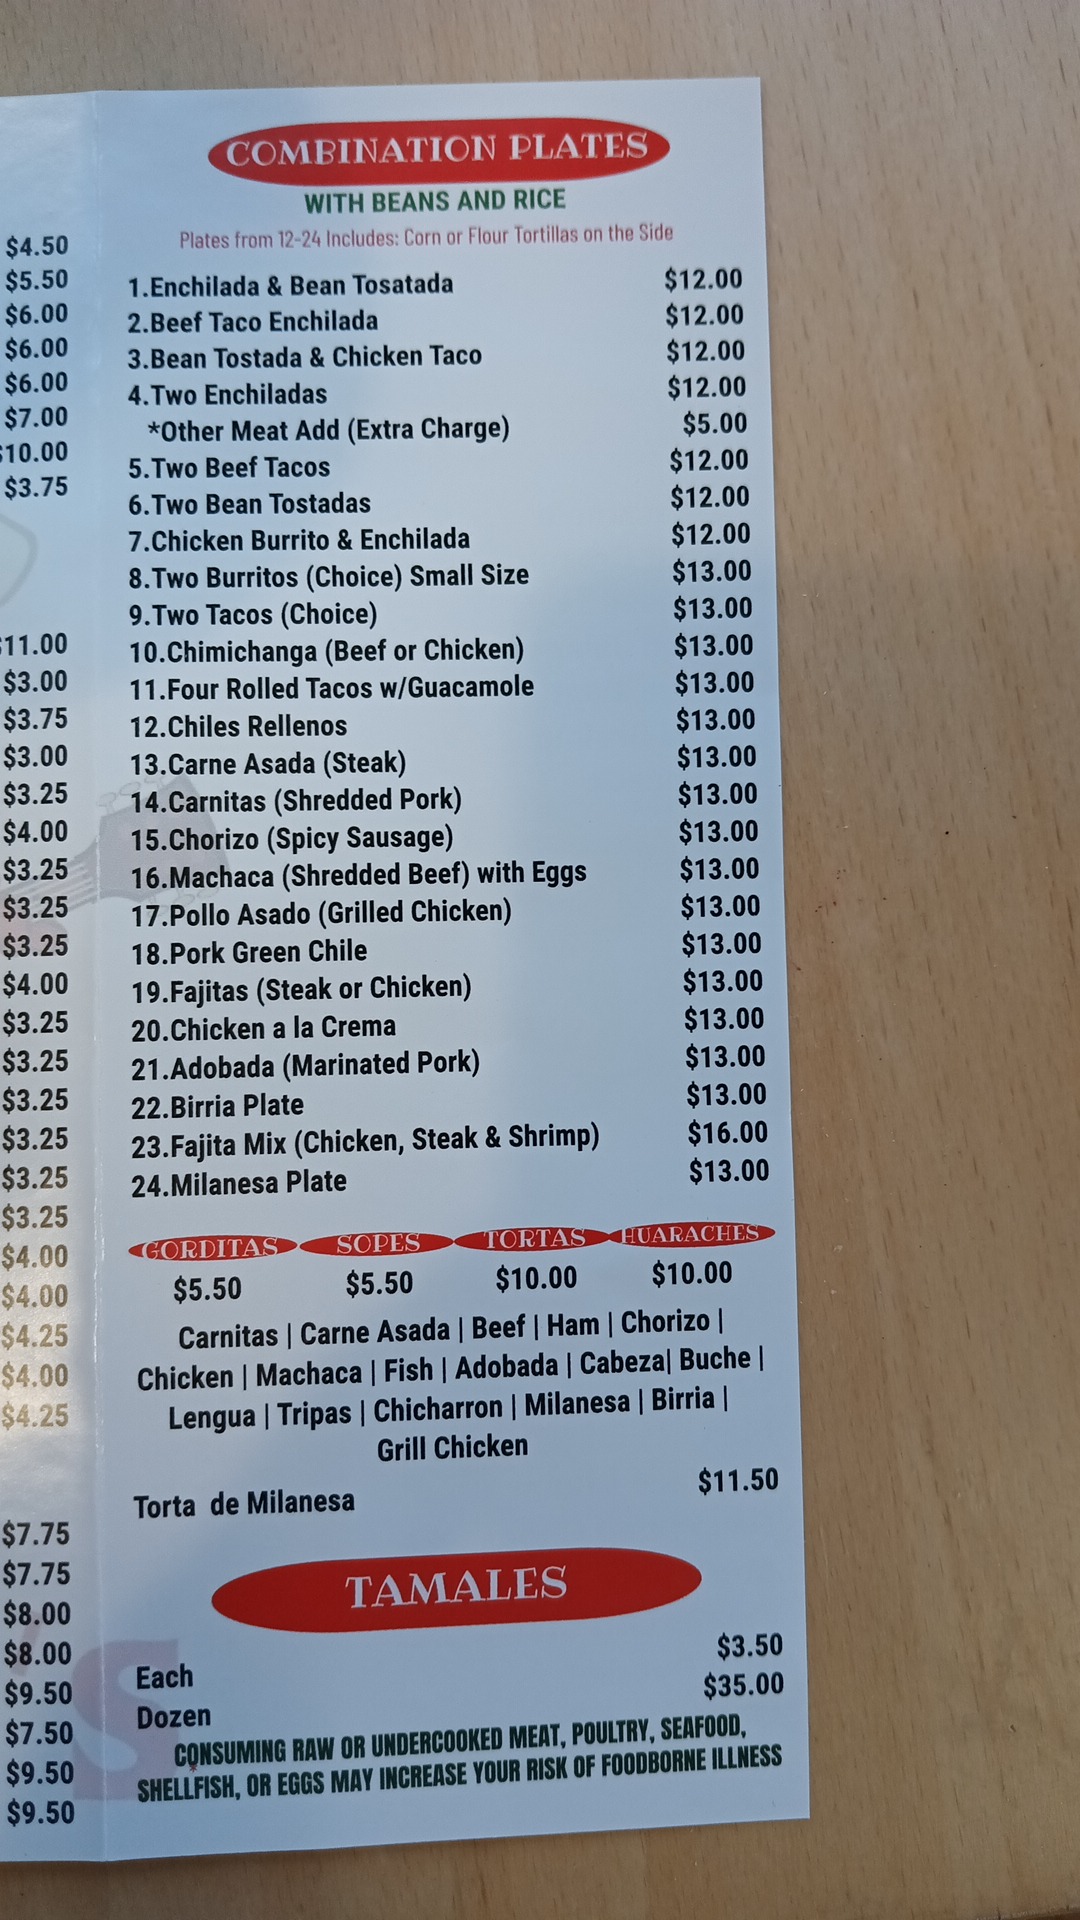 $4.50
$5.50
$6.00
$6.00
$6.00
$7.00
$10.00
$3.75
$11.00
$3.00
$3.75
$3.00
$3.25
$4.00
$3.25
$3.25
$3.25
$4.00
$3.25
$3.25
$3.25
$3.25
$3.25
$3.25
$4.00
$4.00
$4.25
$4.00
$4.25
$7.75
$7.75
$8.00
$8.00
$9.50
$7.50
$9.50
$9.50
COMBINATION PLATES
WITH BEANS AND RICE
Plates from 12-24 Includes: Corn or Flour Tortillas on the Side
1.Enchilada & Bean Tosatada $12.00
2.Beef Taco Enchilada $12.00
3.Bean Tostada & Chicken Taco $12.00
4.Two Enchiladas $12.00
*Other Meat Add (Extra Charge) $5.00
5.Two Beef Tacos $12.00
6.Two Bean Tostadas $12.00
7.Chicken Burrito & Enchilada $12.00
8.Two Burritos (Choice) Small Size $13.00
9.Two Tacos (Choice) $13.00
10.Chimichanga (Beef or Chicken) $13.00
11.Four Rolled Tacos w/Guacamole $13.00
12.Chiles Rellenos $13.00
13.Carne Asada (Steak) $13.00
14.Carnitas (Shredded Pork) $13.00
15.Chorizo (Spicy Sausage) $13.00
16.Machaca (Shredded Beef) with Eggs $13.00
17.Pollo Asado (Grilled Chicken) $13.00
18.Pork Green Chile $13.00
19.Fajitas (Steak or Chicken) $13.00
20.Chicken a la Crema $13.00
21.Adobada (Marinated Pork) $13.00
22.Birria Plate $13.00
23.Fajita Mix (Chicken, Steak & Shrimp) $16.00
24.Milanesa Plate $13.00
GORDITAS SOPES TORTAS HUARACHES
$5.50 $5.50 $10.00 $10.00
Carnitas | Carne Asada | Beef | Ham | Chorizo |
Chicken | Machaca | Fish | Adobada | Cabeza| Buche |
Lengua | Tripas | Chicharron | Milanesa | Birria |
Grill Chicken
Torta de Milanesa $11.50
TAMALES
Each $3.50
Dozen $35.00
CONSUMING RAW OR UNDERCOOKED MEAT, POULTRY, SEAFOOD,
SHELLFISH, OR EGGS MAY INCREASE YOUR RISK OF FOODBORNE ILLNESS